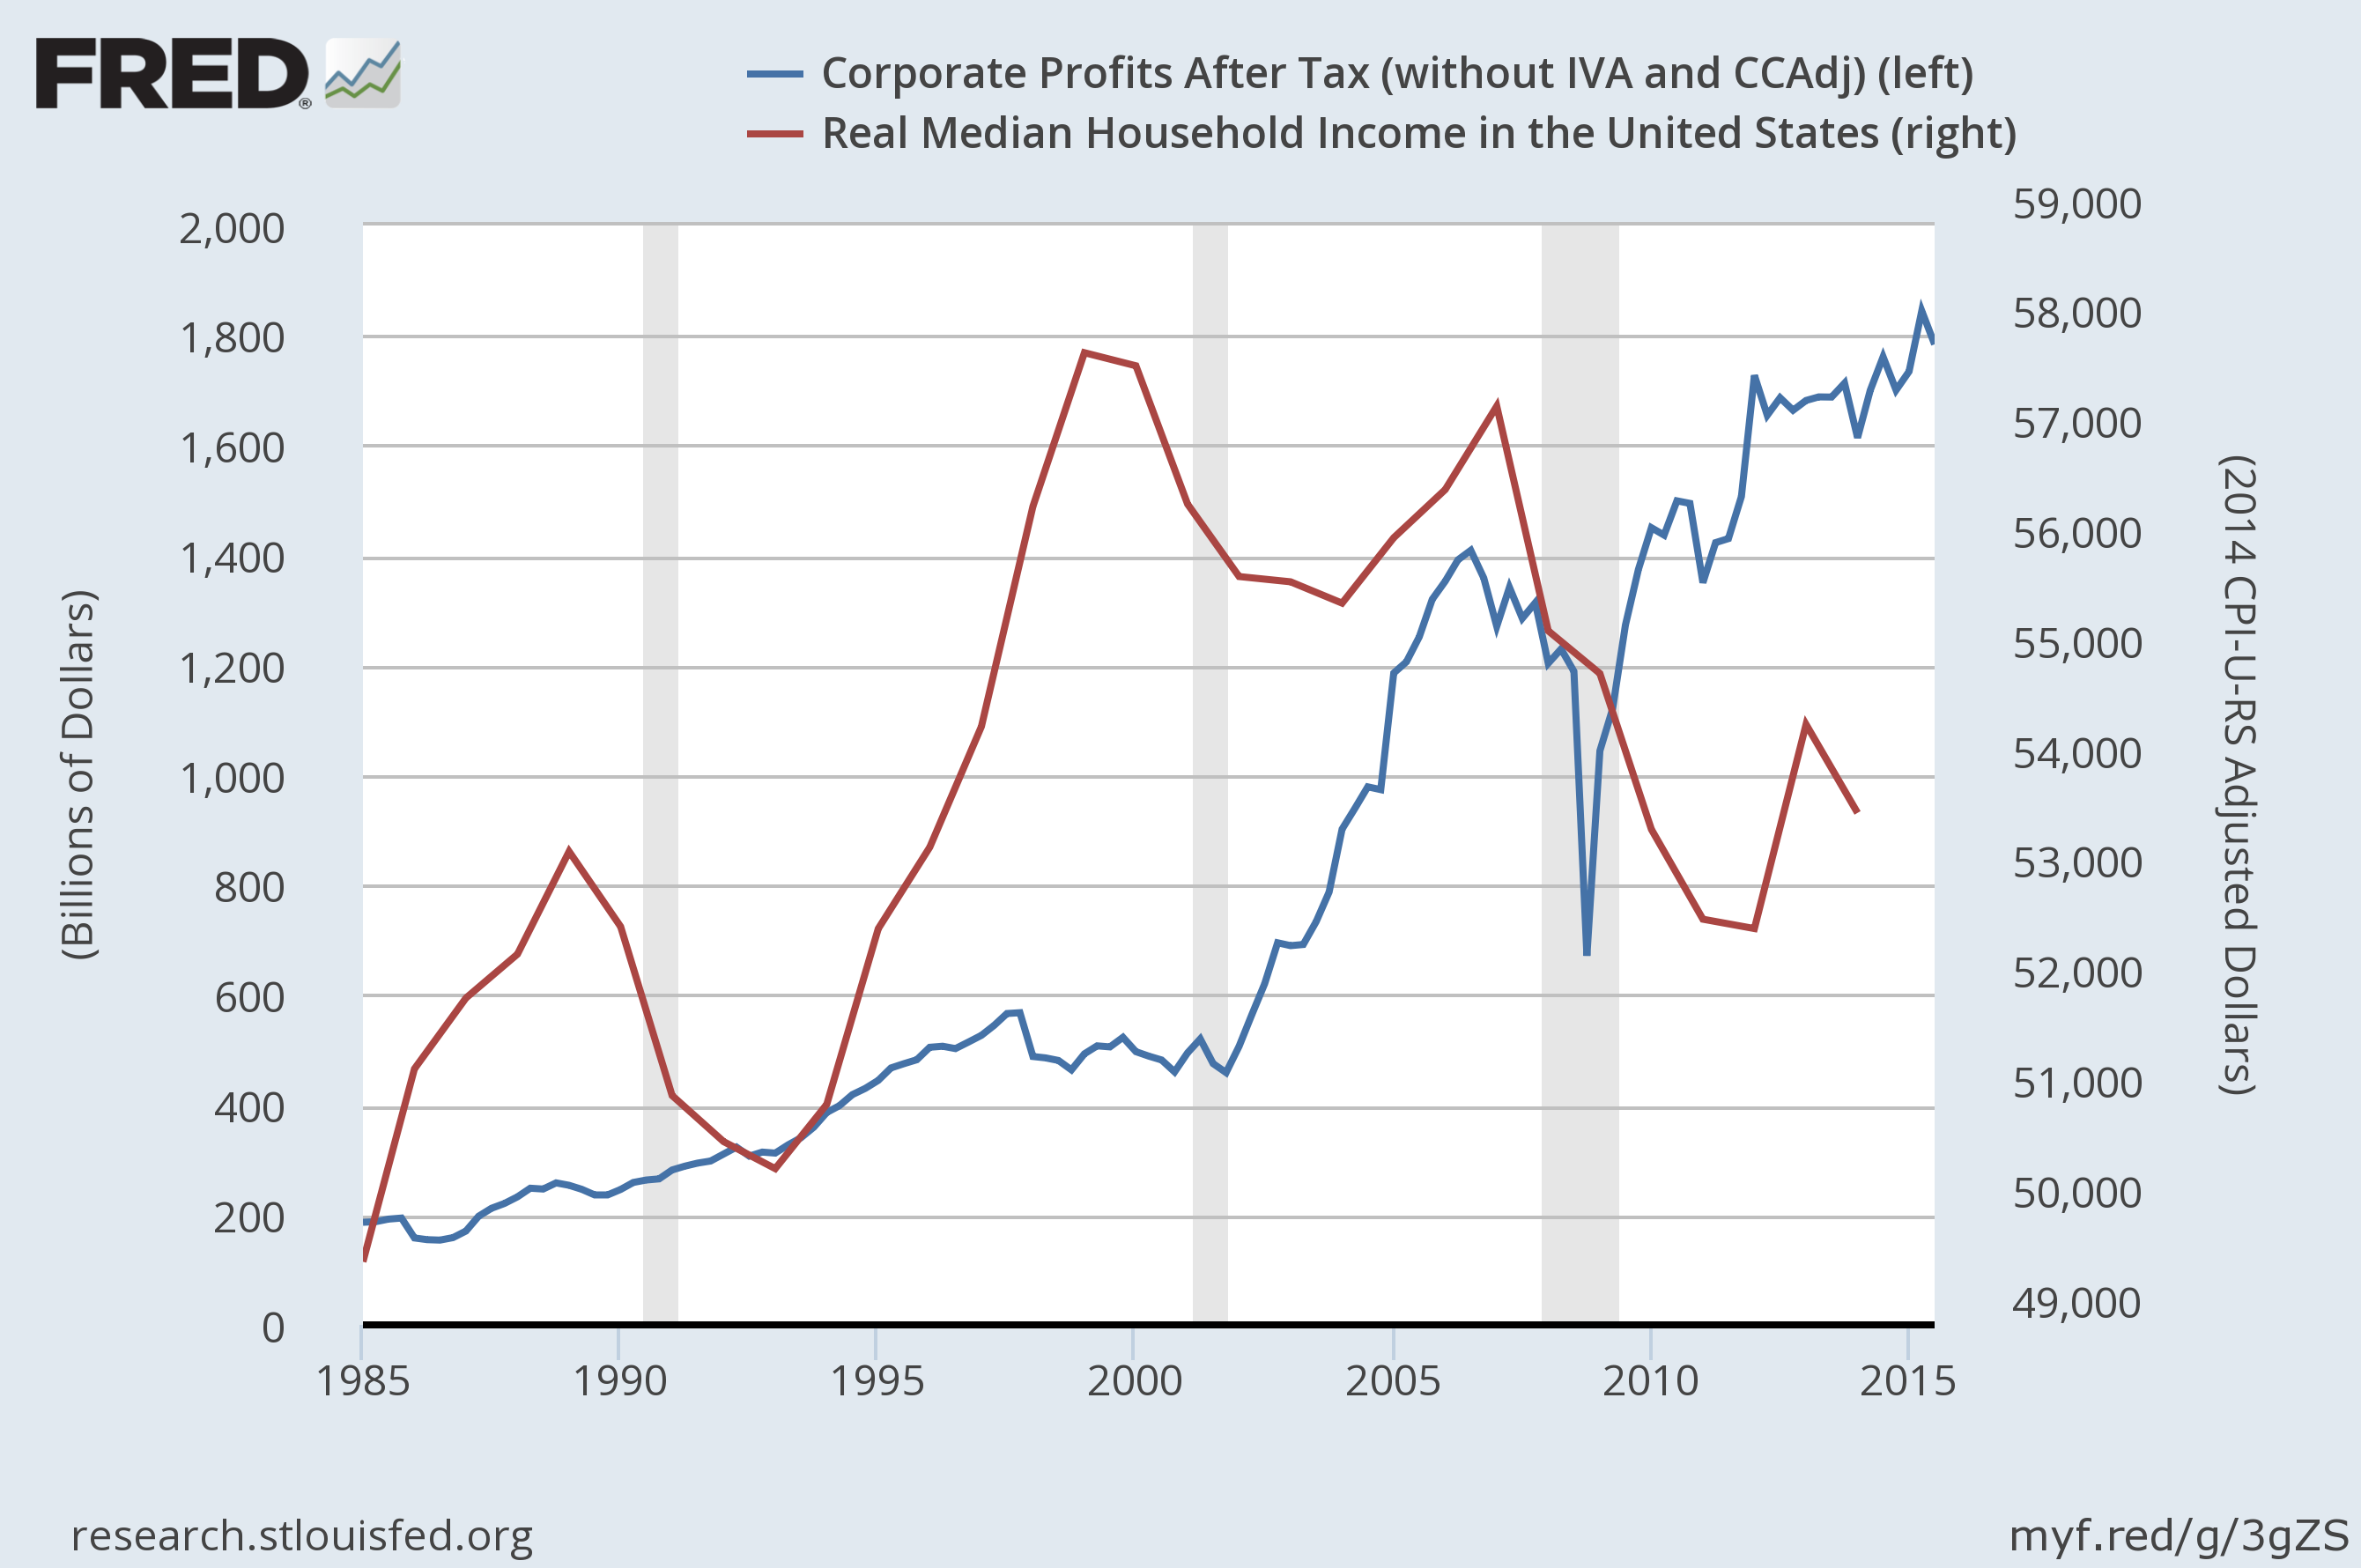 FRED®
Corporate Profits After Tax (without IVA and CCAdj) (left)
Real Median Household Income in the United States (right)
2,000
1,800
1,600
1,400
1,200
1,000
800
600
400
200
0
(Billions of Dollars)
59,000
58,000
57,000
56,000
55,000
54,000
53,000
52,000
51,000
50,000
49,000
(2014 CPI-U-RS Adjusted Dollars)
1985 1990 1995 2000 2005 2010 2015
research.stlouisfed.org
myf.red/g/3gZS